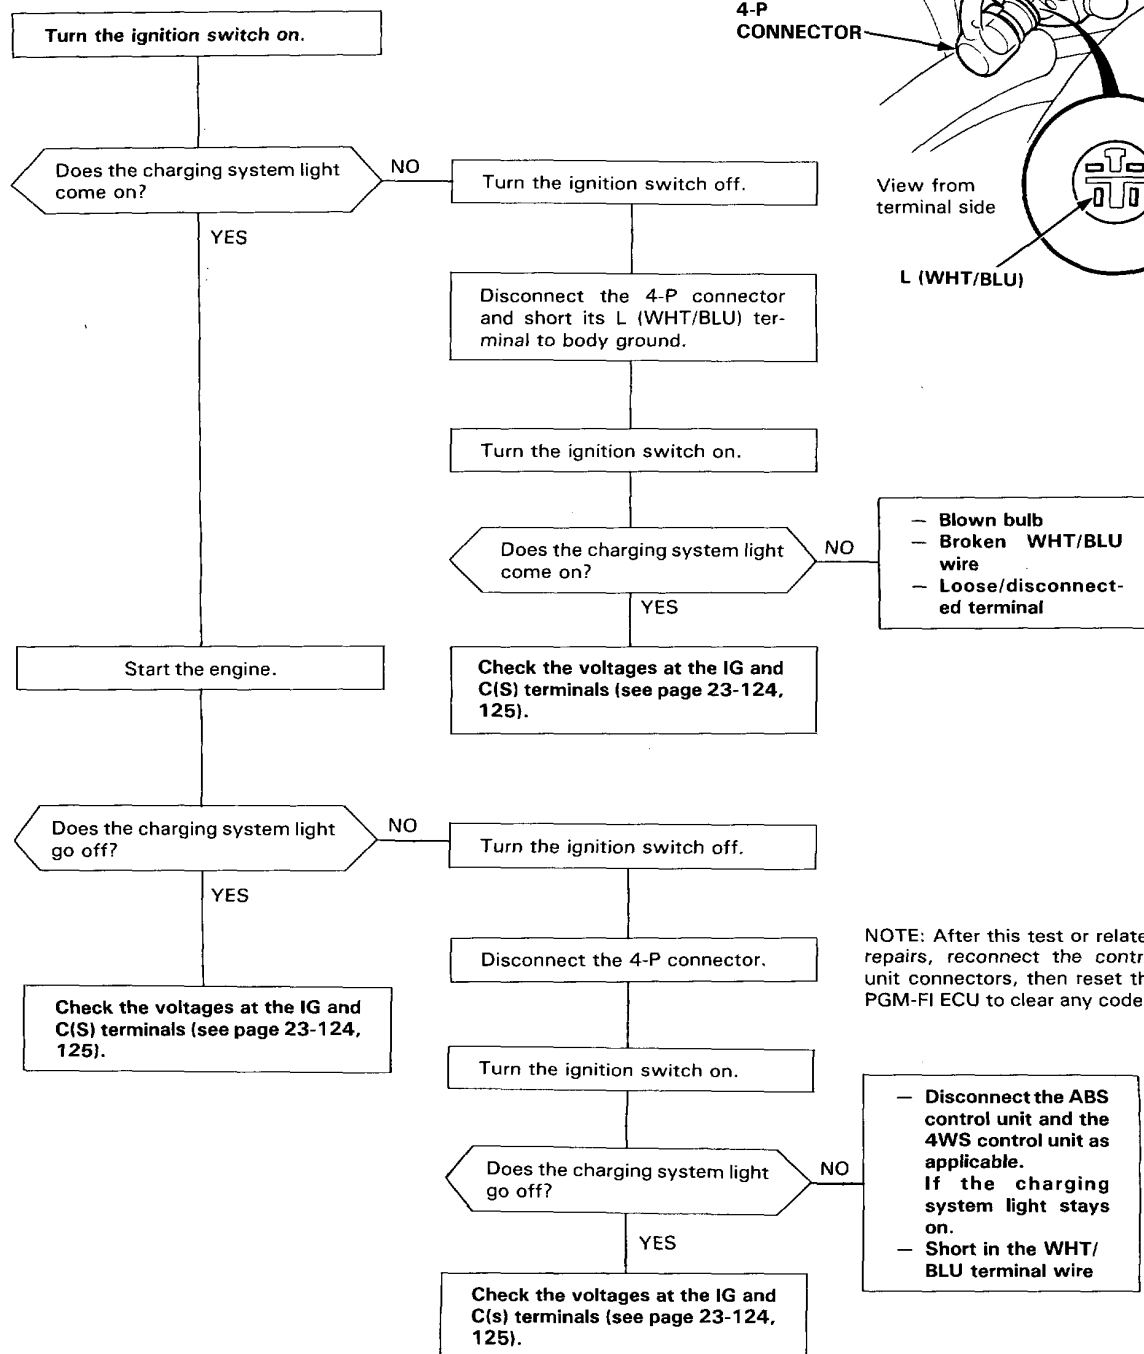 Turn the ignition switch on.
4-P
CONNECTOR
Does the charging system light
come on?
NO
YES
Turn the ignition switch off.
View from
terminal side
L (WHT/BLU)
Disconnect the 4-P connector
and short its L (WHT/BLU) ter-
minal to body ground.
Turn the ignition switch on.
Does the charging system light
come on?
NO
YES
— Blown bulb
— Broken WHT/BLU
wire
— Loose/disconnect-
ed terminal
Start the engine.
Check the voltages at the IG and
C(S) terminals (see page 23-124,
125).
Does the charging system light
go off?
NO
YES
Turn the ignition switch off.
Disconnect the 4-P connector.
NOTE: After this test or relate
repairs, reconnect the contr
unit connectors, then reset th
PGM-FI ECU to clear any code
Check the voltages at the IG and
C(S) terminals (see page 23-124,
125).
Turn the ignition switch on.
Does the charging system light
go off?
NO
YES
— Disconnect the ABS
control unit and the
4WS control unit as
applicable.
If the charging
system light stays
on.
— Short in the WHT/
BLU terminal wire
Check the voltages at the IG and
C(s) terminals (see page 23-124,
125).